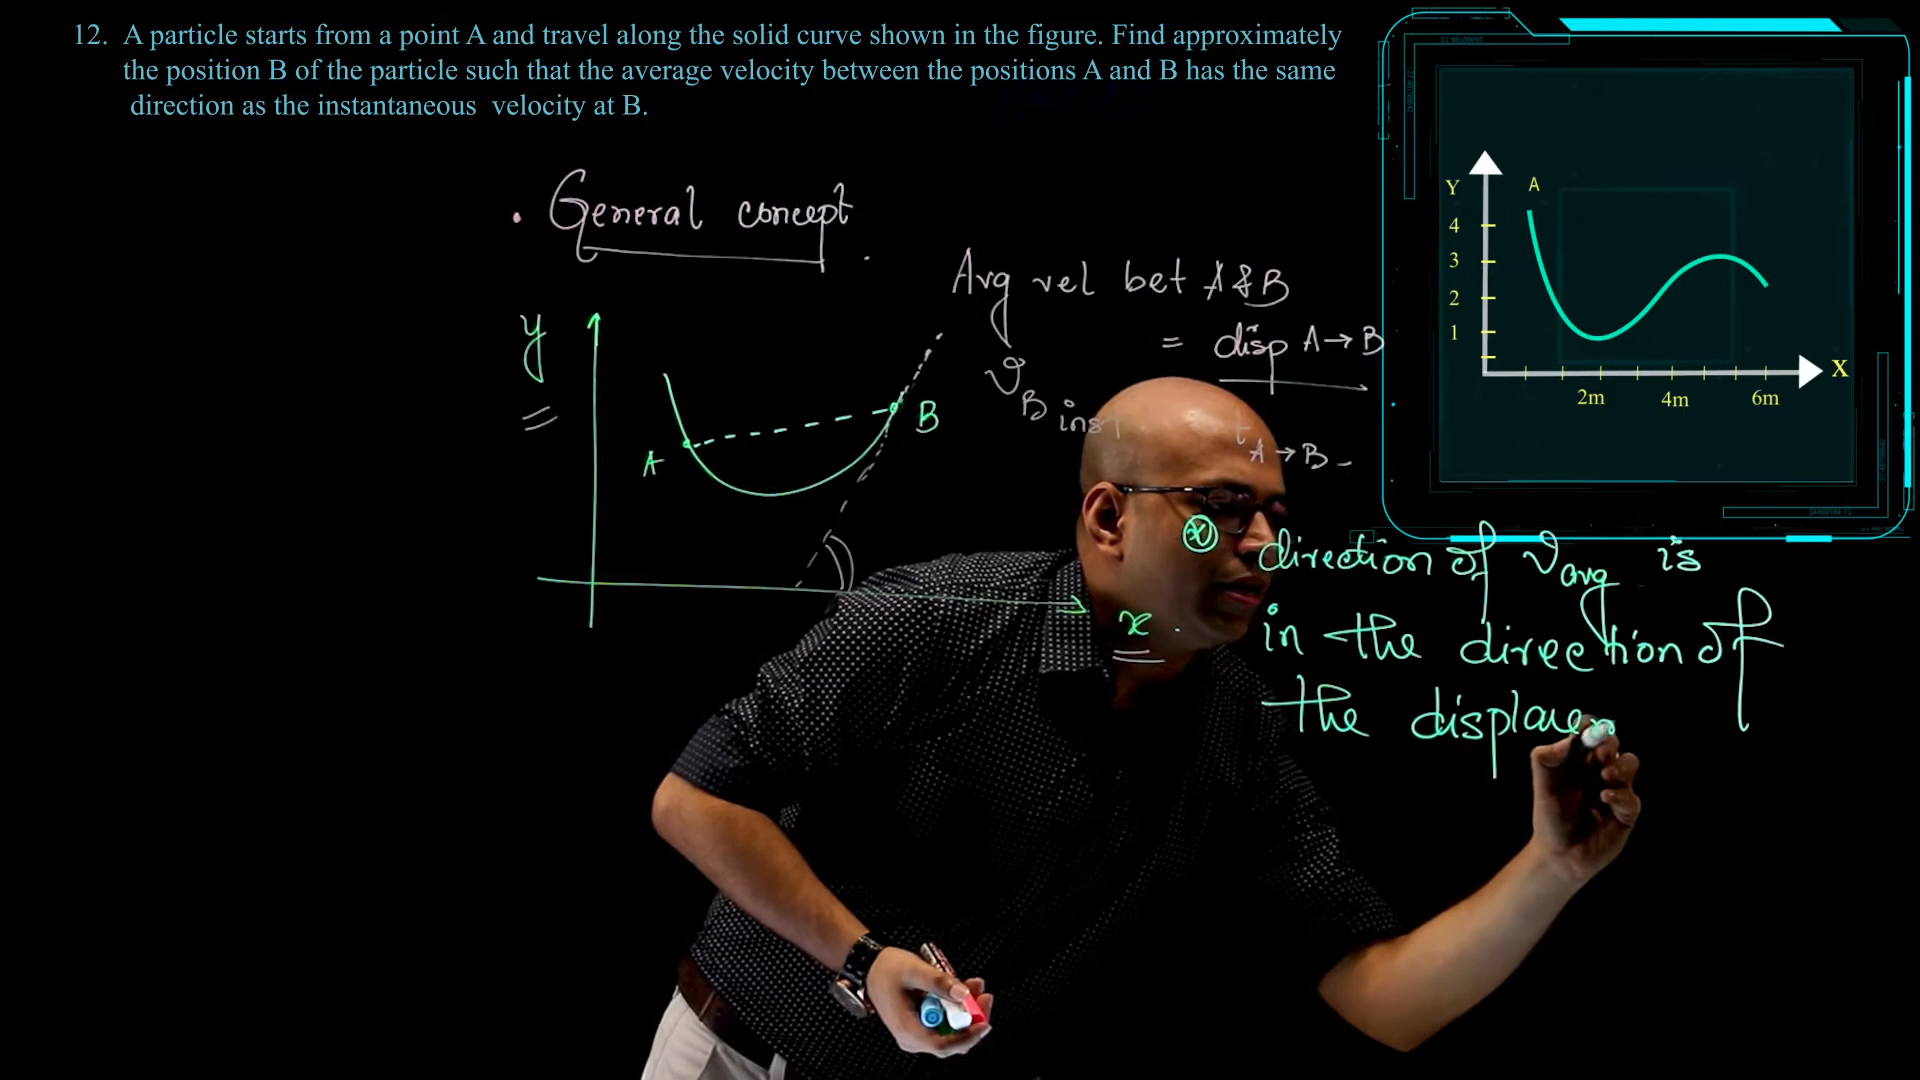 12. A particle starts from a point A and travel along the solid curve shown in the figure. Find approximately
the position B of the particle such that the average velocity between the positions A and B has the same
direction as the instantaneous velocity at B.
. General concept .
Avg vel bet A & B
= disp A→B
t A→B
v B inst
y
A
B
x
direction of v avg is
in the direction of
the displacem
Y
A
4
3
2
1
X
2m 4m 6m